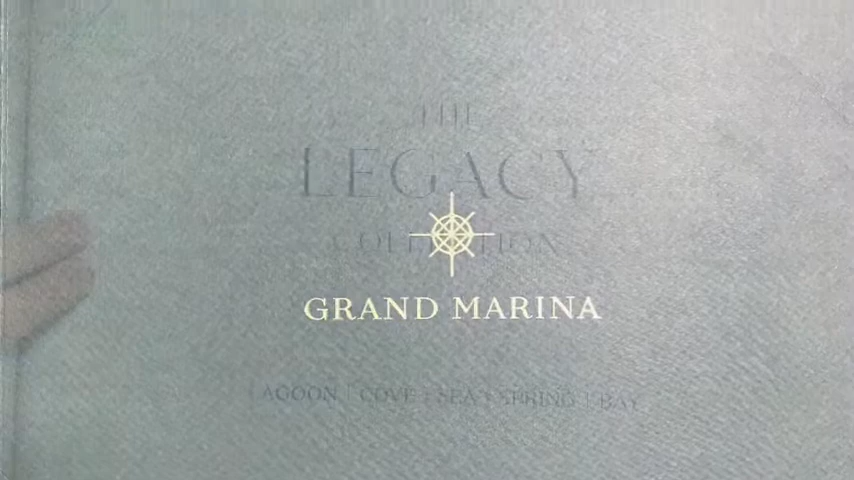 THE
LEGACY
COLLECTION
GRAND MARINA
LAGOON | COVE | SEA | SPRING | BAY